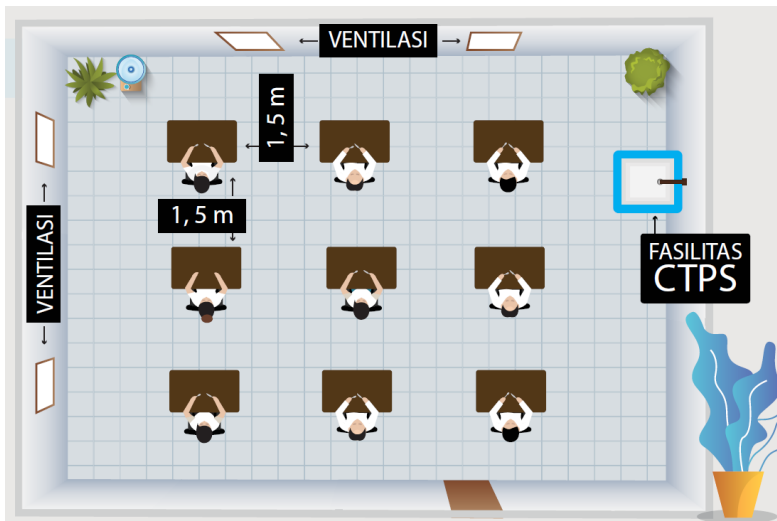 VENTILASI
1, 5 m
1, 5 m
VENTILASI
FASILITAS
CTPS